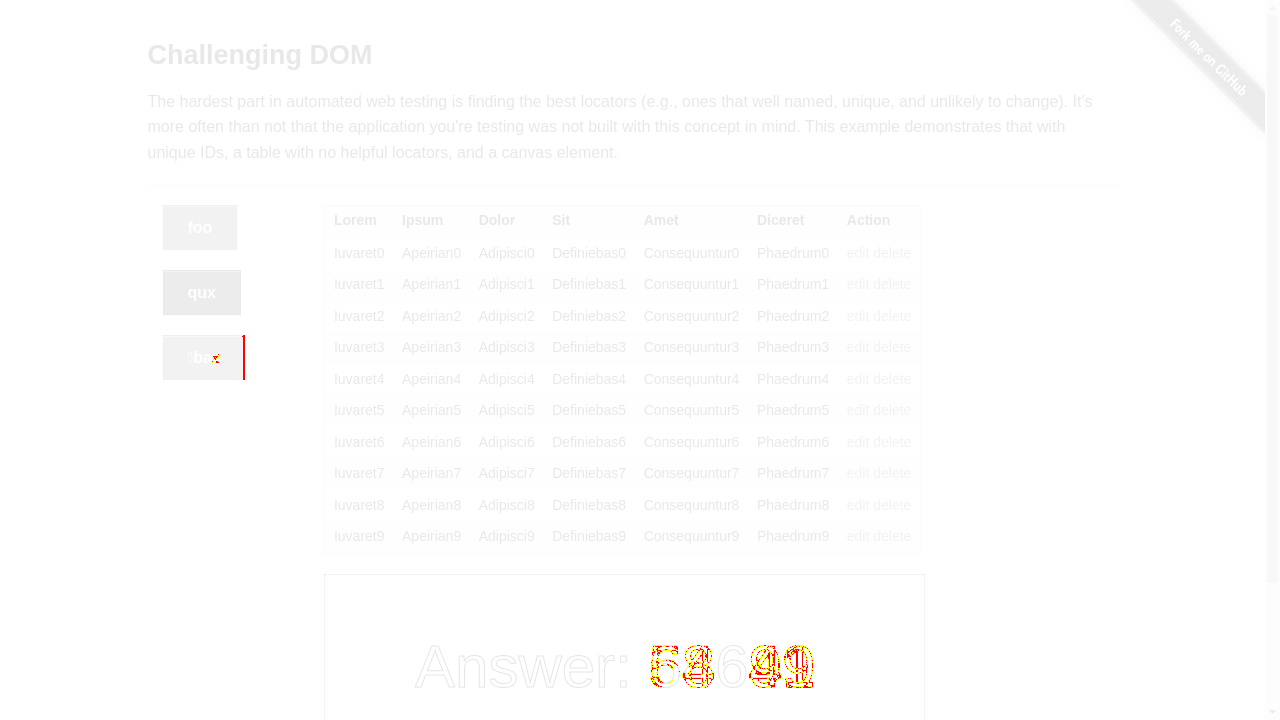 Fork me on GitHub
Challenging DOM
The hardest part in automated web testing is finding the best locators (e.g., ones that well named, unique, and unlikely to change). It's
more often than not that the application you're testing was not built with this concept in mind. This example demonstrates that with
unique IDs, a table with no helpful locators, and a canvas element.
foo
qux
Lorem Ipsum Dolor Sit Amet Diceret Action
Iuvaret0 Apeirian0 Adipisci0 Definiebas0 Consequuntur0 Phaedrum0 edit delete
Iuvaret1 Apeirian1 Adipisci1 Definiebas1 Consequuntur1 Phaedrum1 edit delete
Iuvaret2 Apeirian2 Adipisci2 Definiebas2 Consequuntur2 Phaedrum2 edit delete
Iuvaret3 Apeirian3 Adipisci3 Definiebas3 Consequuntur3 Phaedrum3 edit delete
Iuvaret4 Apeirian4 Adipisci4 Definiebas4 Consequuntur4 Phaedrum4 edit delete
Iuvaret5 Apeirian5 Adipisci5 Definiebas5 Consequuntur5 Phaedrum5 edit delete
Iuvaret6 Apeirian6 Adipisci6 Definiebas6 Consequuntur6 Phaedrum6 edit delete
Iuvaret7 Apeirian7 Adipisci7 Definiebas7 Consequuntur7 Phaedrum7 edit delete
Iuvaret8 Apeirian8 Adipisci8 Definiebas8 Consequuntur8 Phaedrum8 edit delete
Iuvaret9 Apeirian9 Adipisci9 Definiebas9 Consequuntur9 Phaedrum9 edit delete
Answer: